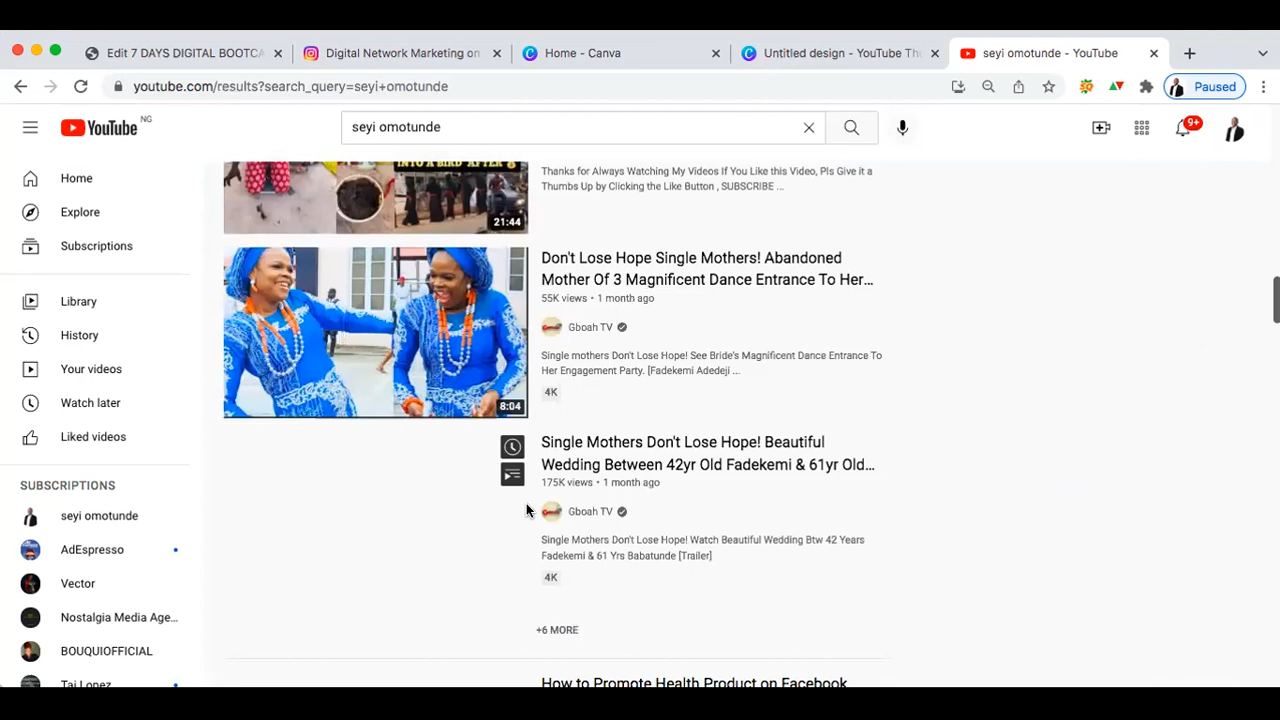 Edit 7 DAYS DIGITAL BOOTCA
Digital Network Marketing on
Home - Canva
Untitled design - YouTube Thu
seyi omotunde - YouTube
youtube.com/results?search_query=seyi+omotunde
Paused
YouTube NG
seyi omotunde
9+
Home
Explore
Subscriptions
Library
History
Your videos
Watch later
Liked videos
SUBSCRIPTIONS
seyi omotunde
AdEspresso
Vector
Nostalgia Media Age...
BOUQUIOFFICIAL
Tai Lopez
INTO A BIRD AFTER
21:44
Thanks for Always Watching My Videos If You Like this Video, Pls Give it a
Thumbs Up by Clicking the Like Button , SUBSCRIBE ...
8:04
Don't Lose Hope Single Mothers! Abandoned
Mother Of 3 Magnificent Dance Entrance To Her...
55K views • 1 month ago
Gboah TV
Single mothers Don't Lose Hope! See Bride's Magnificent Dance Entrance To
Her Engagement Party. [Fadekemi Adedeji ...
4K
Single Mothers Don't Lose Hope! Beautiful
Wedding Between 42yr Old Fadekemi & 61yr Old...
175K views • 1 month ago
Gboah TV
Single Mothers Don't Lose Hope! Watch Beautiful Wedding Btw 42 Years
Fadekemi & 61 Yrs Babatunde [Trailer]
4K
+6 MORE
How to Promote Health Product on Facebook